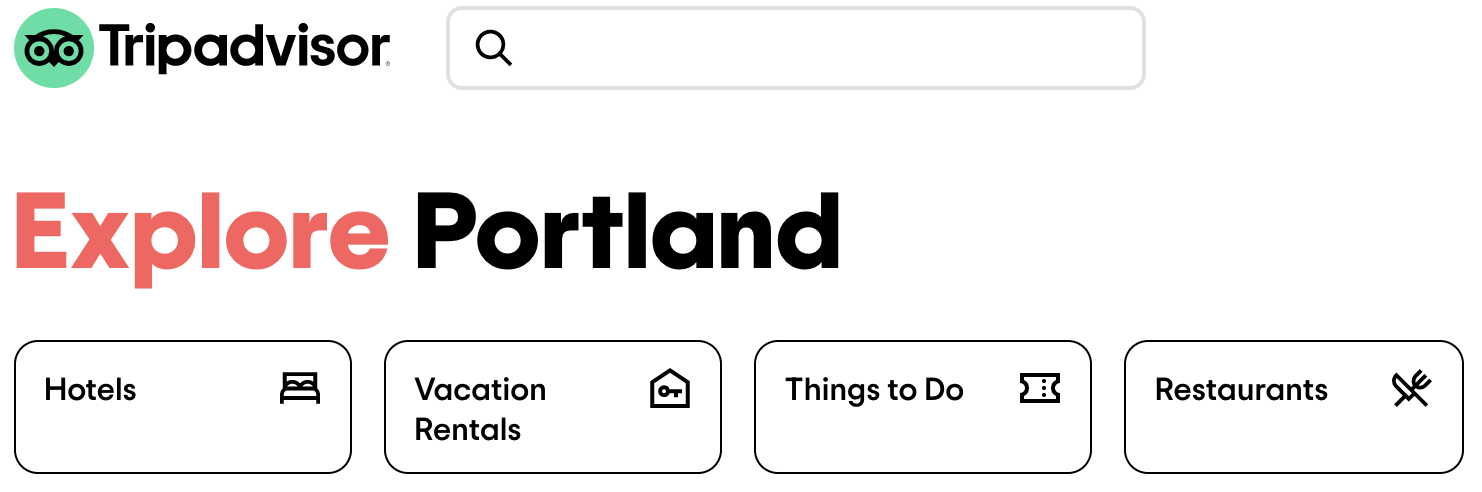 Tripadvisor
Explore Portland
Hotels
Vacation
Rentals
Things to Do
Restaurants